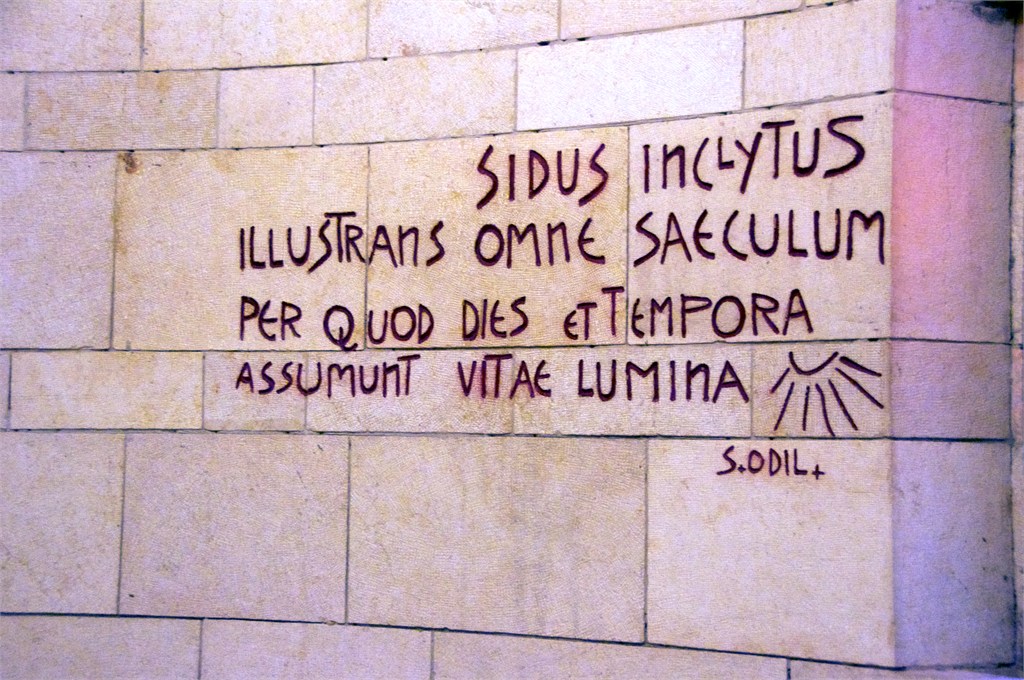 SIDUS INCLYTUS
ILLUSTRANS OMNE SAECULUM
PER QUOD DIES ET TEMPORA
ASSUMUNT VITAE LUMINA
S.ODIL.